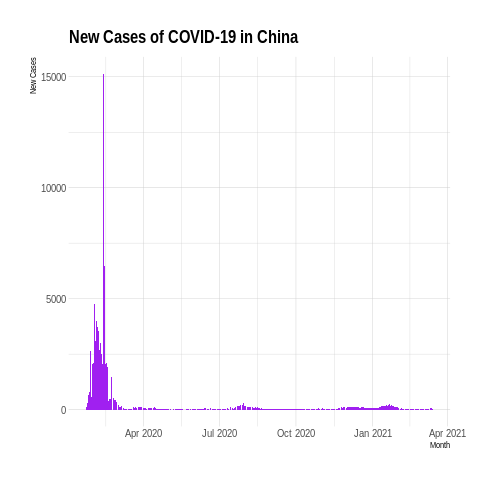 New Cases of COVID-19 in China
New Cases
15000
10000
5000
0
Apr 2020 Jul 2020 Oct 2020 Jan 2021 Apr 2021
Month